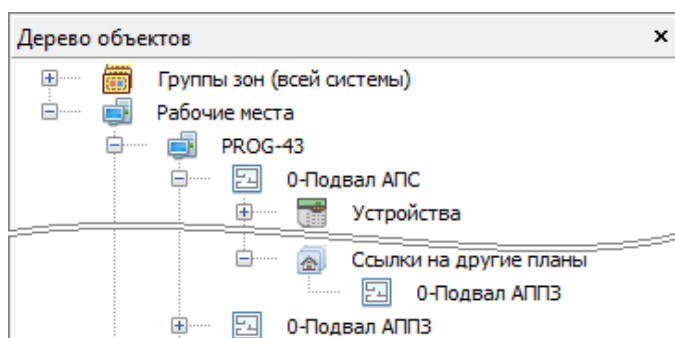 Дерево объектов
Группы зон (всей системы)
Рабочие места
PROG-43
0-Подвал АПС
Устройства
Ссылки на другие планы
0-Подвал АППЗ
0-Подвал АППЗ